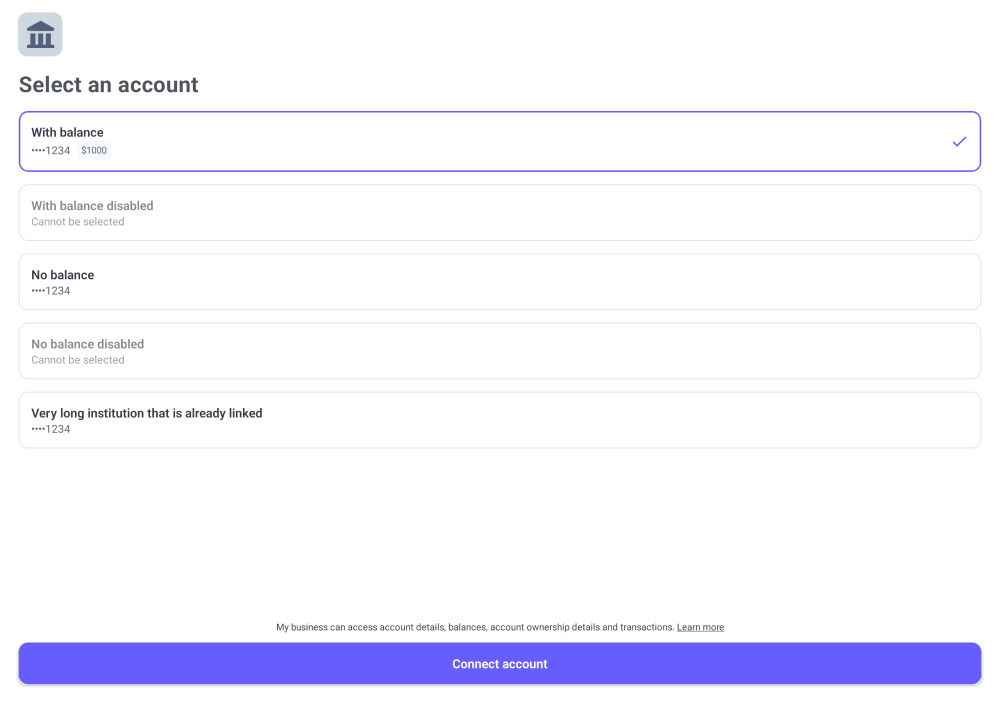 Select an account
With balance
••••1234 $1000
With balance disabled
Cannot be selected
No balance
••••1234
No balance disabled
Cannot be selected
Very long institution that is already linked
••••1234
My business can access account details, balances, account ownership details and transactions. Learn more
Connect account